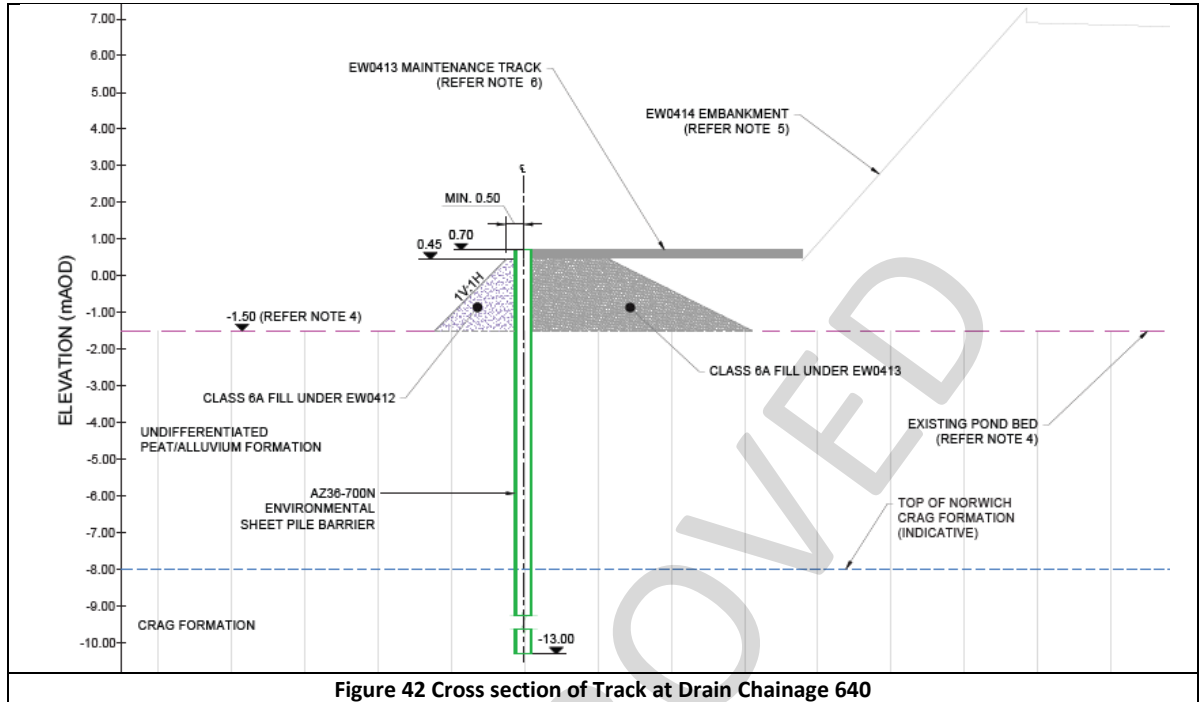 7.00
6.00
5.00
4.00
3.00
2.00
1.00
0.00
-1.00
-2.00
-3.00
-4.00
-5.00
-6.00
-7.00
-8.00
-9.00
-10.00
ELEVATION (mAOD)
EW0413 MAINTENANCE TRACK
(REFER NOTE 6)
EW0414 EMBANKMENT
(REFER NOTE 5)
MIN. 0.50
0.70
0.45
1V:1H
-1.50 (REFER NOTE 4)
CLASS 6A FILL UNDER EW0413
CLASS 6A FILL UNDER EW0412
EXISTING POND BED
(REFER NOTE 4)
UNDIFFERENTIATED
PEAT/ALLUVIUM FORMATION
AZ36-700N
ENVIRONMENTAL
SHEET PILE BARRIER
TOP OF NORWICH
CRAG FORMATION
(INDICATIVE)
CRAG FORMATION
-13.00
OVED
Figure 42 Cross section of Track at Drain Chainage 640